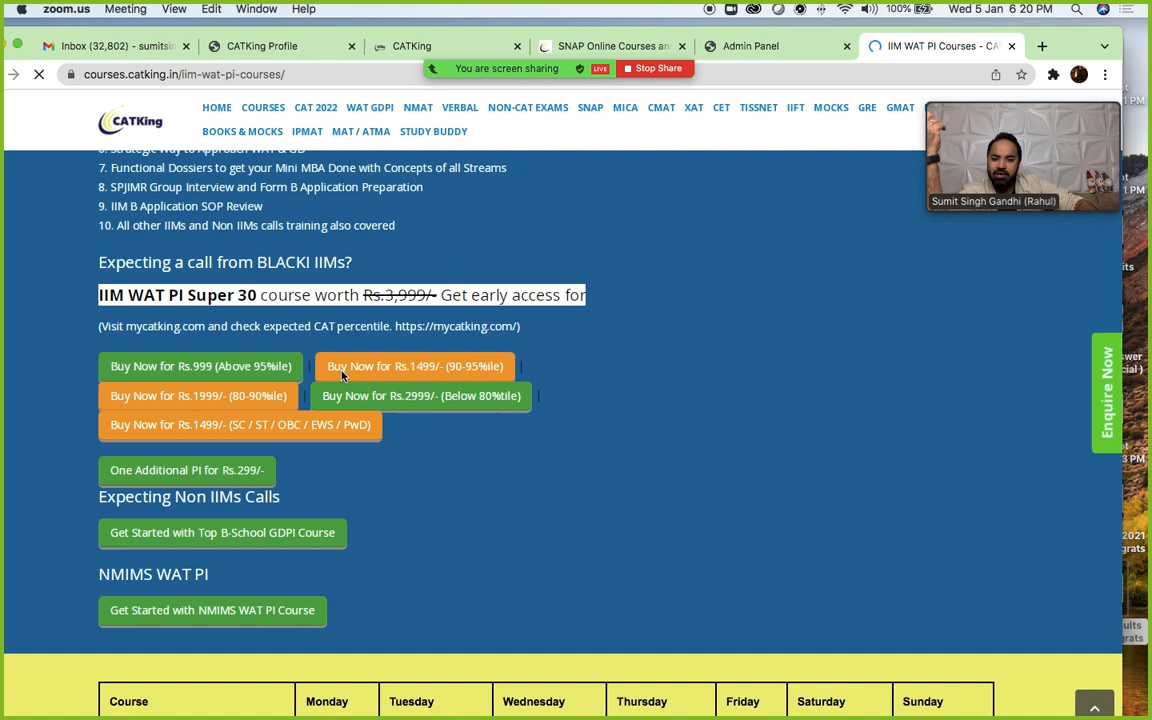 zoom.us Meeting View Edit Window Help 100% Wed 5 Jan 6:20 PM
Inbox (32,802) - sumitsin × CATKing Profile × CATKing × SNAP Online Courses an × Admin Panel × IIM WAT PI Courses - CA ×
courses.catking.in/iim-wat-pi-courses/
You are screen sharing LIVE Stop Share
CATKing
HOME COURSES CAT 2022 WAT GDPI NMAT VERBAL NON-CAT EXAMS SNAP MICA CMAT XAT CET TISSNET IIFT MOCKS GRE GMAT
BOOKS & MOCKS IPMAT MAT / ATMA STUDY BUDDY
Sumit Singh Gandhi (Rahul)
8. Strategic way to Approach WAT & GD
7. Functional Dossiers to get your Mini MBA Done with Concepts of all Streams
8. SPJIMR Group Interview and Form B Application Preparation
9. IIM B Application SOP Review
10. All other IIMs and Non IIMs calls training also covered
Expecting a call from BLACKI IIMs?
IIM WAT PI Super 30 course worth Rs.3,999/- Get early access for
(Visit mycatking.com and check expected CAT percentile. https://mycatking.com/)
Buy Now for Rs.999 (Above 95%ile) | Buy Now for Rs.1499/- (90-95%ile) |
Buy Now for Rs.1999/- (80-90%ile) | Buy Now for Rs.2999/- (Below 80%tile) |
Buy Now for Rs.1499/- (SC / ST / OBC / EWS / PwD)
One Additional PI for Rs.299/-
Expecting Non IIMs Calls
Get Started with Top B-School GDPI Course
NMIMS WAT PI
Get Started with NMIMS WAT PI Course
Enquire Now
Course Monday Tuesday Wednesday Thursday Friday Saturday Sunday